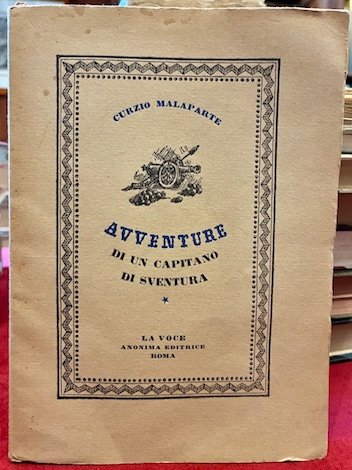 CURZIO MALAPARTE
AVVENTURE
DI UN CAPITANO
DI SVENTURA
LA VOCE
ANONIMA EDITRICE
ROMA